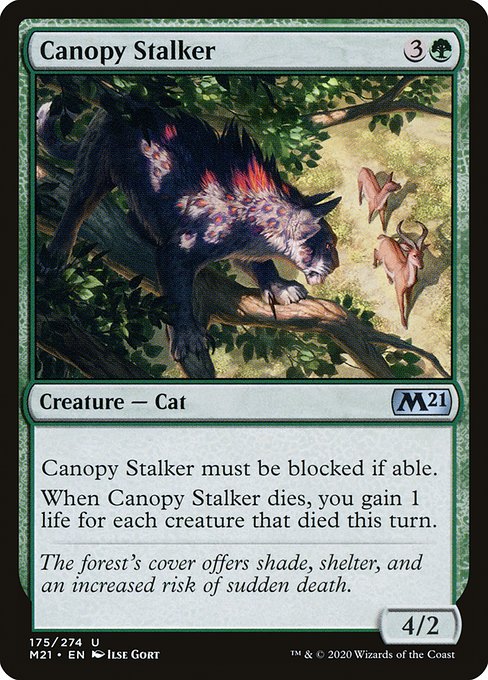 Canopy Stalker 3
Creature — Cat M21
Canopy Stalker must be blocked if able.
When Canopy Stalker dies, you gain 1
life for each creature that died this turn.
The forest's cover offers shade, shelter, and
an increased risk of sudden death.
4/2
175/274 U
M21 • EN ILSE GORT ™ & © 2020 Wizards of the Coast